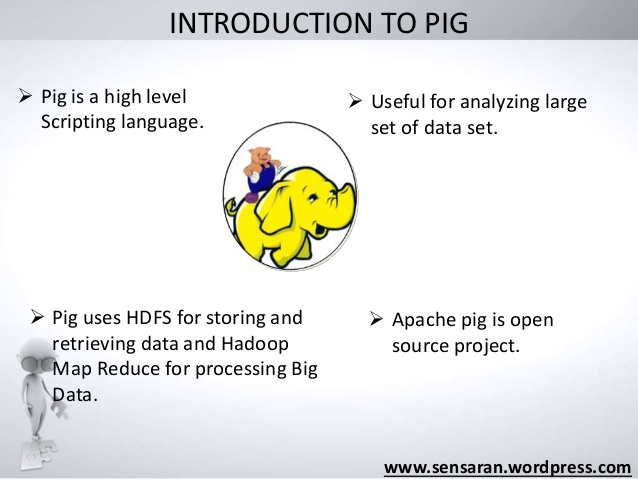 INTRODUCTION TO PIG
➢ Pig is a high level
Scripting language.
➢ Useful for analyzing large
set of data set.
➢ Pig uses HDFS for storing and
retrieving data and Hadoop
Map Reduce for processing Big
Data.
➢ Apache pig is open
source project.
www.sensaran.wordpress.com